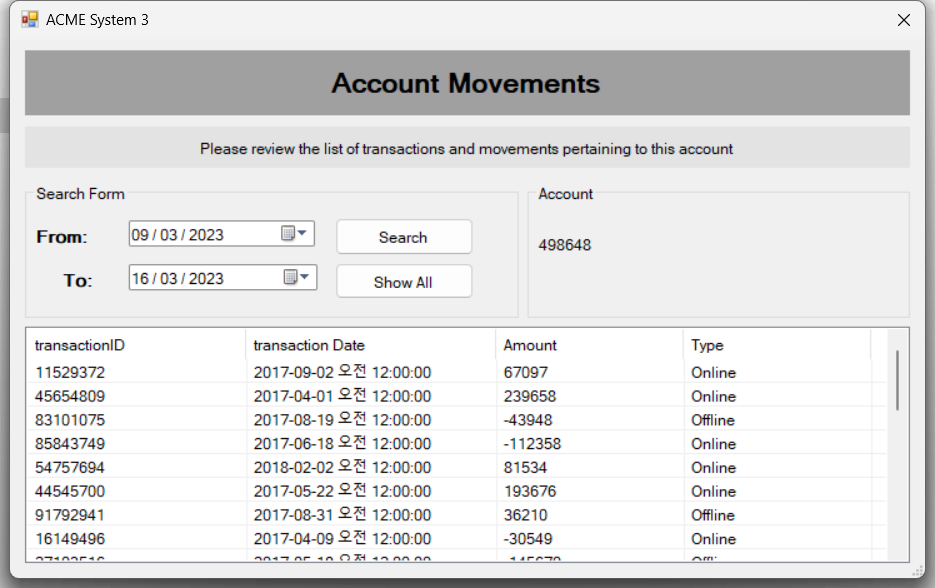 ACME System 3
Account Movements
Please review the list of transactions and movements pertaining to this account
Search Form
From: 09 / 03 / 2023 Search
To: 16 / 03 / 2023 Show All
Account
498648
transactionID transaction Date Amount Type
11529372 2017-09-02 오전 12:00:00 67097 Online
45654809 2017-04-01 오전 12:00:00 239658 Online
83101075 2017-08-19 오전 12:00:00 -43948 Offline
85843749 2017-06-18 오전 12:00:00 -112358 Online
54757694 2018-02-02 오전 12:00:00 81534 Online
44545700 2017-05-22 오전 12:00:00 193676 Online
91792941 2017-08-31 오전 12:00:00 36210 Offline
16149496 2017-04-09 오전 12:00:00 -30549 Online